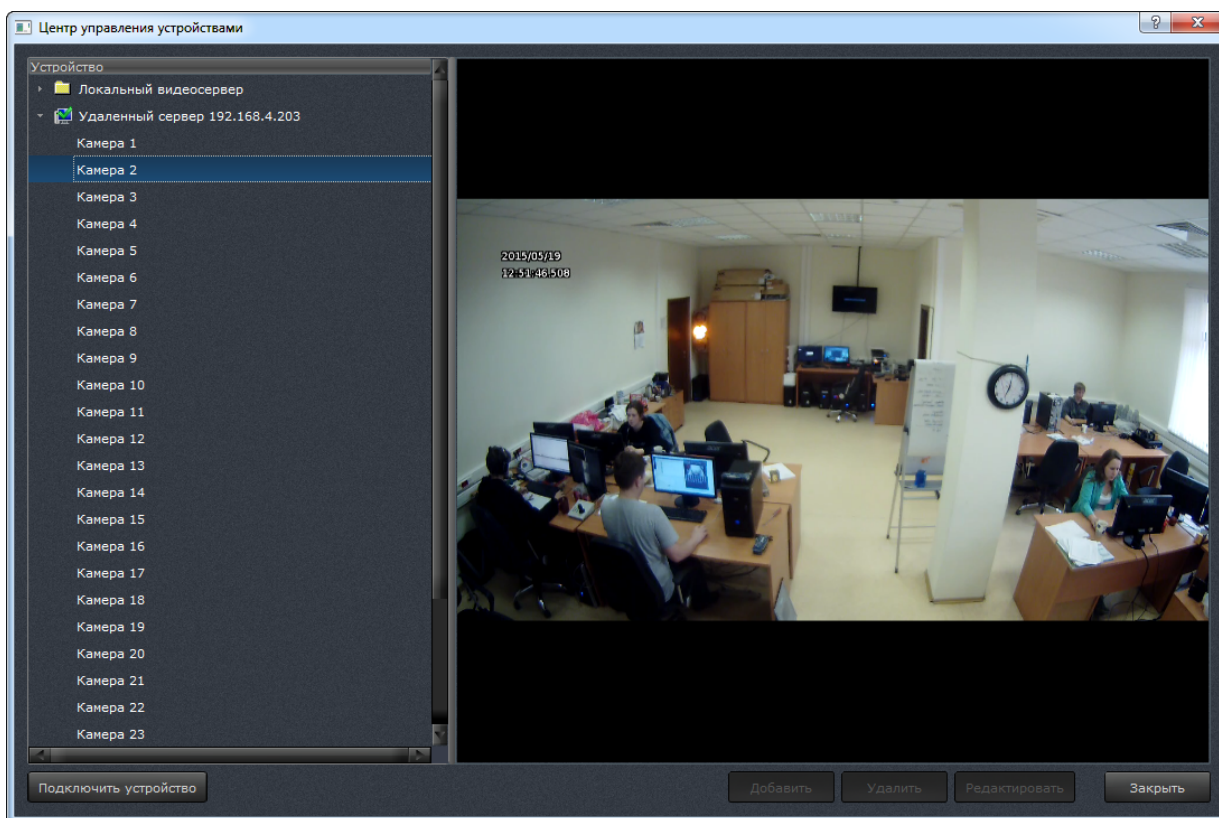 Центр управления устройствами
Устройство
Локальный видеосервер
Удаленный сервер 192.168.4.203
Камера 1
Камера 2
Камера 3
Камера 4
Камера 5
Камера 6
Камера 7
Камера 8
Камера 9
Камера 10
Камера 11
Камера 12
Камера 13
Камера 14
Камера 15
Камера 16
Камера 17
Камера 18
Камера 19
Камера 20
Камера 21
Камера 22
Камера 23
2015/05/19
12:51:46.508
Подключить устройство
Добавить
Удалить
Редактировать
Закрыть